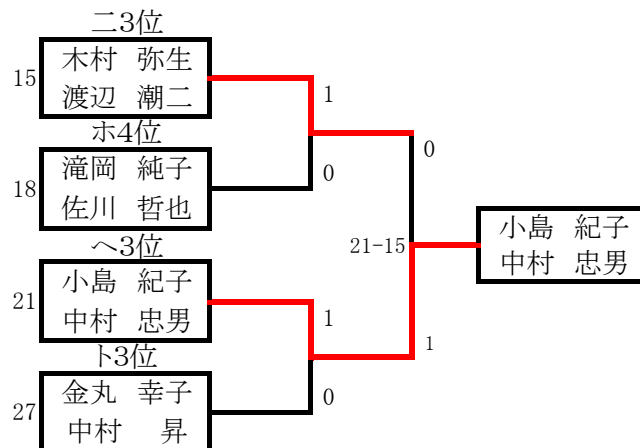 ニ3位
15
木村 弥生
渡辺 潮二
1
ホ4位
0
18
滝岡 純子
佐川 哲也
0
へ3位
21-15
小島 紀子
中村 忠男
21
小島 紀子
中村 忠男
1
1
ト3位
27
金丸 幸子
中村 昇
0